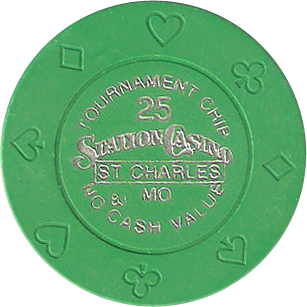 TOURNAMENT CHIP
25
STATION CASINO
ST CHARLES
MO
NO CASH VALUE